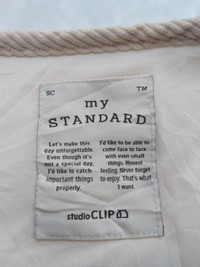 SC TM
my
STANDARD
Let's make this
day unforgettable.
Even though it's
not a special day,
I'd like to catch
important things
properly.
I'd like to be able to
come face to face
with even small
things. Honest
feeling. Never forget
to enjoy. That's what
I want.
studio CLIP